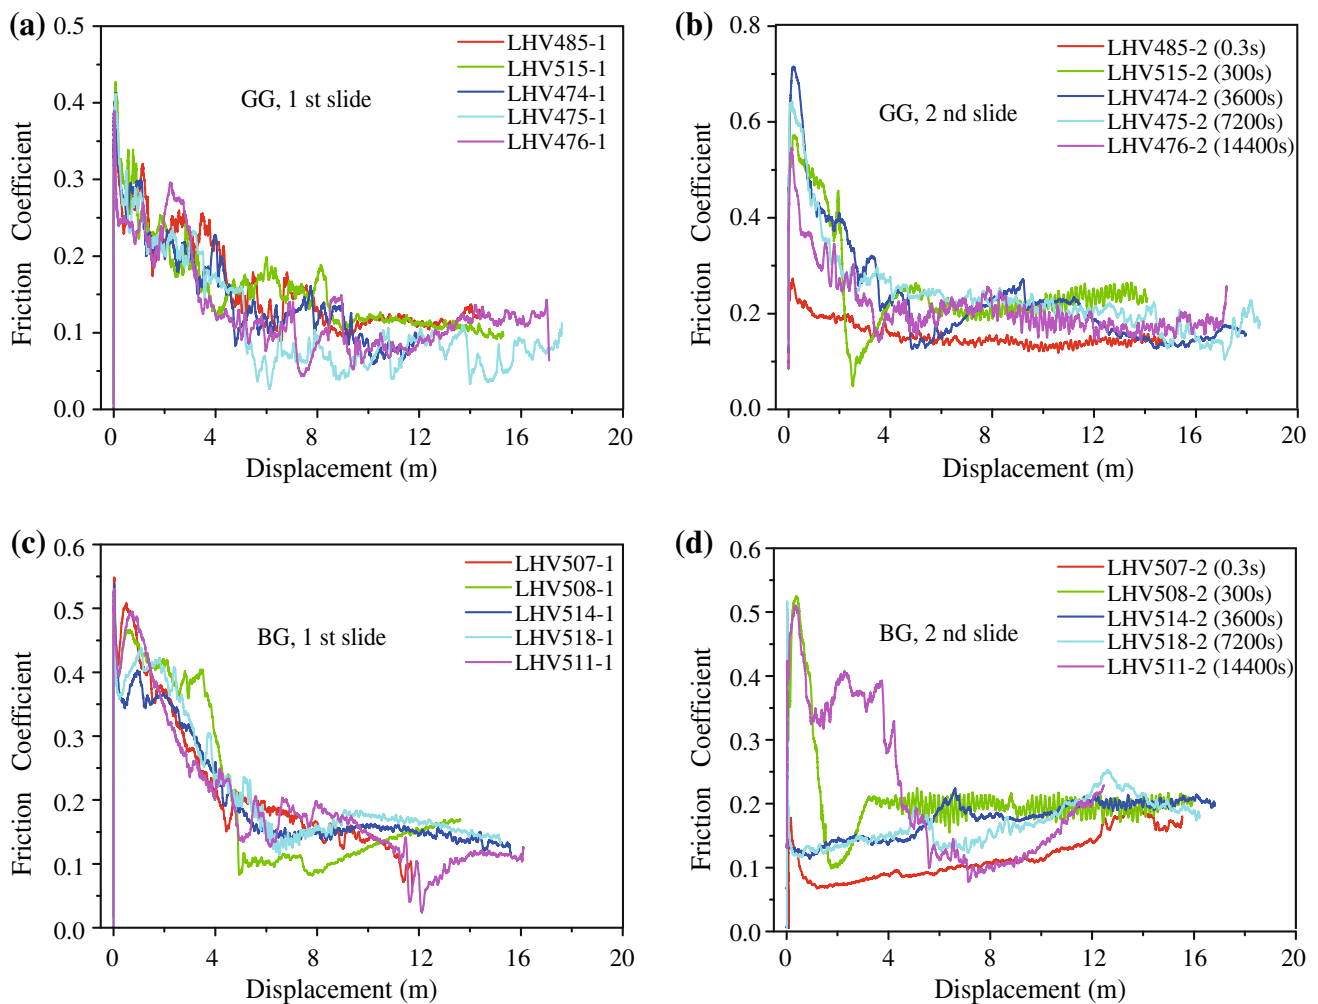 (a)
0.5
0.4
0.3
0.2
0.1
0.0
Friction Coefficient
GG, 1 st slide
LHV485-1
LHV515-1
LHV474-1
LHV475-1
LHV476-1
0 4 8 12 16 20
Displacement (m)
(b)
0.8
0.6
0.4
0.2
0.0
Friction Coefficient
GG, 2 nd slide
LHV485-2 (0.3s)
LHV515-2 (300s)
LHV474-2 (3600s)
LHV475-2 (7200s)
LHV476-2 (14400s)
0 4 8 12 16 20
Displacement (m)
(c)
0.6
0.5
0.4
0.3
0.2
0.1
0.0
Friction Coefficient
BG, 1 st slide
LHV507-1
LHV508-1
LHV514-1
LHV518-1
LHV511-1
0 4 8 12 16 20
Displacement (m)
(d)
0.6
0.5
0.4
0.3
0.2
0.1
0.0
Friction Coefficient
BG, 2 nd slide
LHV507-2 (0.3s)
LHV508-2 (300s)
LHV514-2 (3600s)
LHV518-2 (7200s)
LHV511-2 (14400s)
0 4 8 12 16 20
Displacement (m)